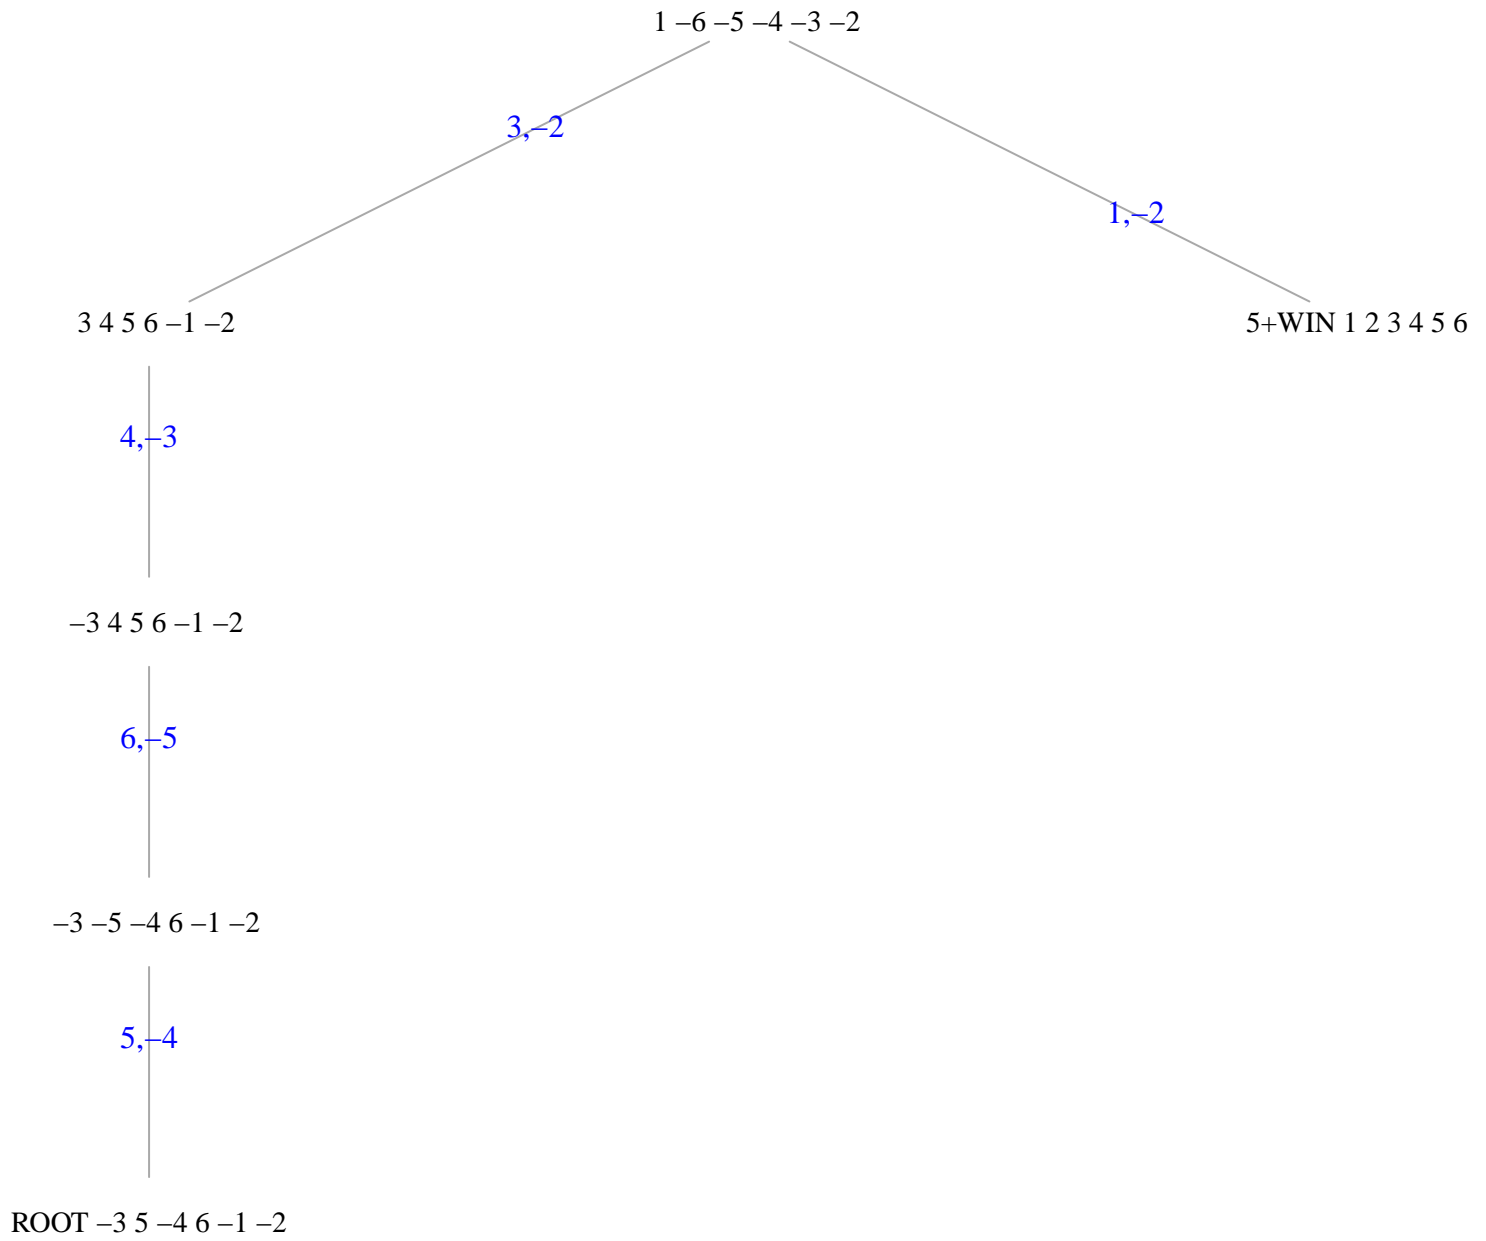 1 –6 –5 –4 –3 –2
3,–2
1,–2
3 4 5 6 –1 –2
5+WIN 1 2 3 4 5 6
4,–3
–3 4 5 6 –1 –2
6,–5
–3 –5 –4 6 –1 –2
5,–4
ROOT –3 5 –4 6 –1 –2